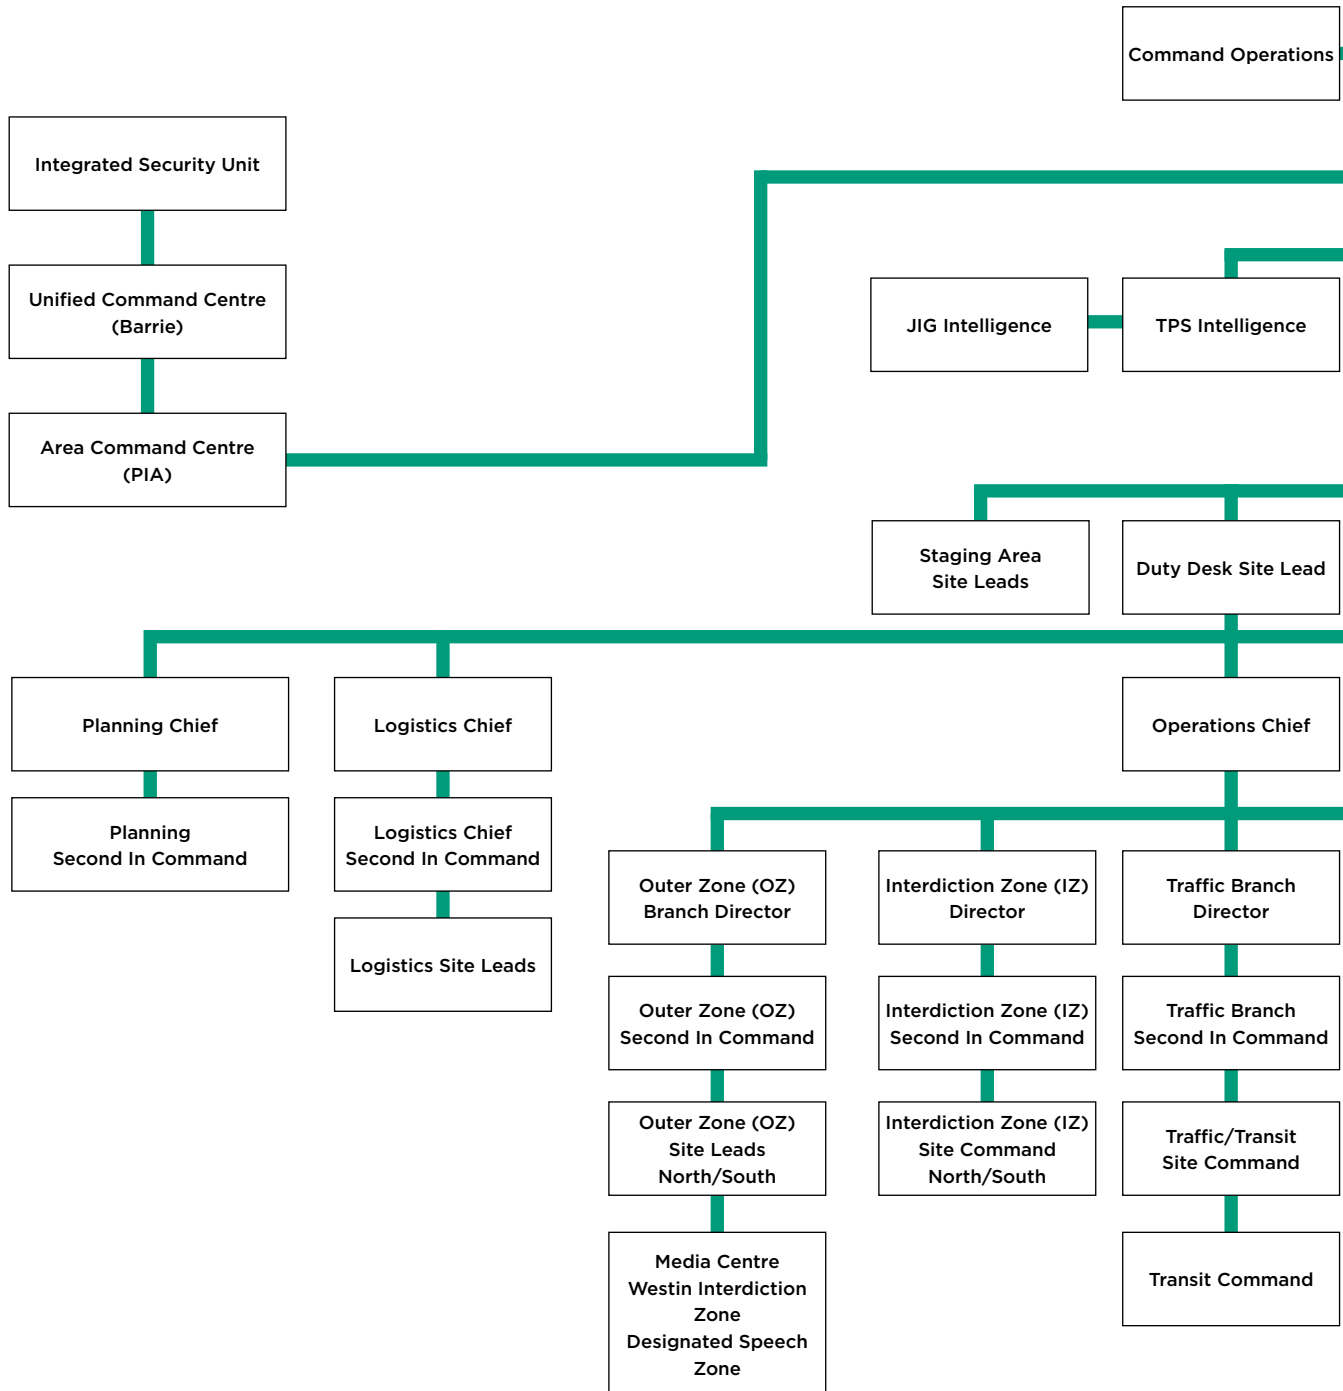 Command Operations
Integrated Security Unit
Unified Command Centre
(Barrie)
JIG Intelligence
TPS Intelligence
Area Command Centre
(PIA)
Staging Area
Site Leads
Duty Desk Site Lead
Planning Chief
Logistics Chief
Operations Chief
Planning
Second In Command
Logistics Chief
Second In Command
Logistics Site Leads
Outer Zone (OZ)
Branch Director
Interdiction Zone (IZ)
Director
Traffic Branch
Director
Outer Zone (OZ)
Second In Command
Interdiction Zone (IZ)
Second In Command
Traffic Branch
Second In Command
Outer Zone (OZ)
Site Leads
North/South
Interdiction Zone (IZ)
Site Command
North/South
Traffic/Transit
Site Command
Media Centre
Westin Interdiction
Zone
Designated Speech
Zone
Transit Command